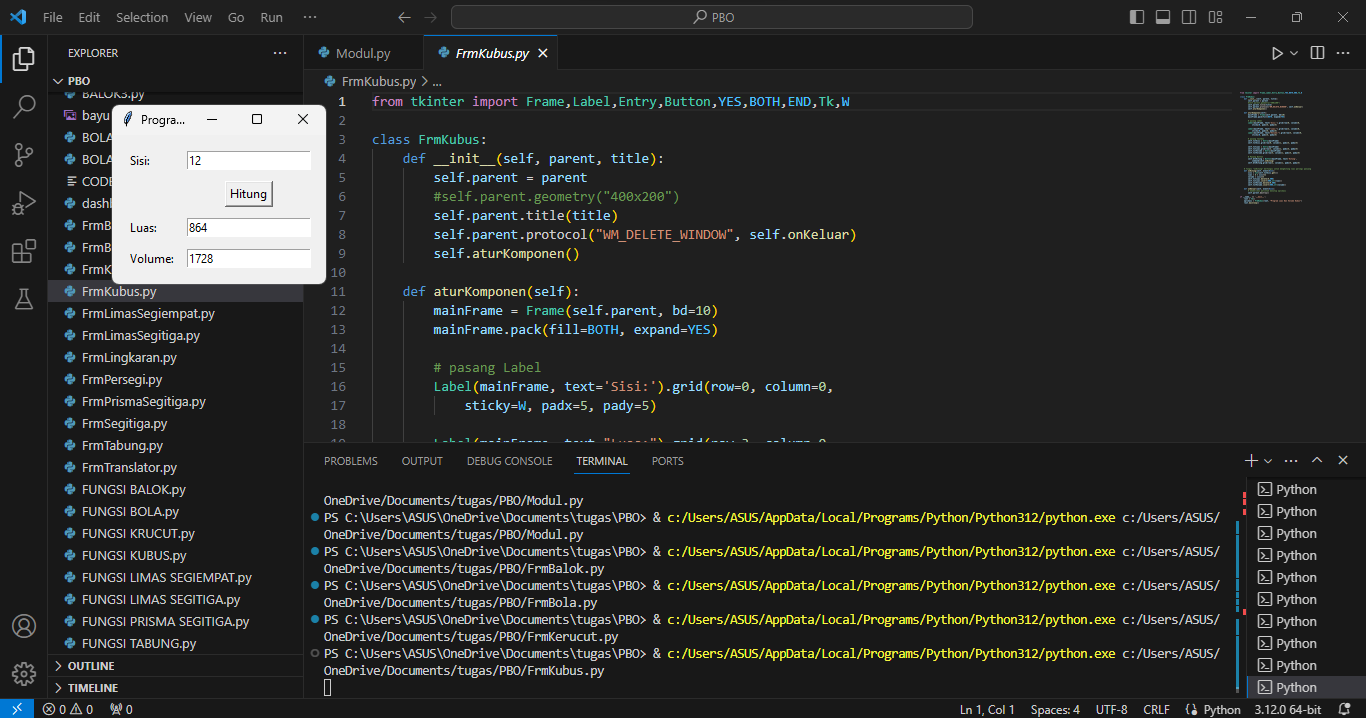 File Edit Selection View Go Run ... PBO
EXPLORER ...
PBO
BALOK3.py
bayu
BOLA
BOLA
CODE
dashl
FrmB
FrmB
FrmK
FrmKubus.py
FrmLimasSegiempat.py
FrmLimasSegitiga.py
FrmLingkaran.py
FrmPersegi.py
FrmPrismaSegitiga.py
FrmSegitiga.py
FrmTabung.py
FrmTranslator.py
FUNGSI BALOK.py
FUNGSI BOLA.py
FUNGSI KRUCUT.py
FUNGSI KUBUS.py
FUNGSI LIMAS SEGIEMPAT.py
FUNGSI LIMAS SEGITIGA.py
FUNGSI PRISMA SEGITIGA.py
FUNGSI TABUNG.py
OUTLINE
TIMELINE
Progra...
Sisi: 12
Hitung
Luas: 864
Volume: 1728
Modul.py FrmKubus.py
FrmKubus.py > ...
1 from tkinter import Frame,Label,Entry,Button,YES,BOTH,END,Tk,W
2
3 class FrmKubus:
4 def __init__(self, parent, title):
5 self.parent = parent
6 #self.parent.geometry("400x200")
7 self.parent.title(title)
8 self.parent.protocol("WM_DELETE_WINDOW", self.onKeluar)
9 self.aturKomponen()
10
11 def aturKomponen(self):
12 mainFrame = Frame(self.parent, bd=10)
13 mainFrame.pack(fill=BOTH, expand=YES)
14
15 # pasang Label
16 Label(mainFrame, text='Sisi:').grid(row=0, column=0,
17 sticky=W, padx=5, pady=5)
18
PROBLEMS OUTPUT DEBUG CONSOLE TERMINAL PORTS
OneDrive/Documents/tugas/PBO/Modul.py
PS C:\Users\ASUS\OneDrive\Documents\tugas\PBO> & c:/Users/ASUS/AppData/Local/Programs/Python/Python312/python.exe c:/Users/ASUS/
OneDrive/Documents/tugas/PBO/Modul.py
PS C:\Users\ASUS\OneDrive\Documents\tugas\PBO> & c:/Users/ASUS/AppData/Local/Programs/Python/Python312/python.exe c:/Users/ASUS/
OneDrive/Documents/tugas/PBO/FrmBalok.py
PS C:\Users\ASUS\OneDrive\Documents\tugas\PBO> & c:/Users/ASUS/AppData/Local/Programs/Python/Python312/python.exe c:/Users/ASUS/
OneDrive/Documents/tugas/PBO/FrmBola.py
PS C:\Users\ASUS\OneDrive\Documents\tugas\PBO> & c:/Users/ASUS/AppData/Local/Programs/Python/Python312/python.exe c:/Users/ASUS/
OneDrive/Documents/tugas/PBO/FrmKerucut.py
PS C:\Users\ASUS\OneDrive\Documents\tugas\PBO> & c:/Users/ASUS/AppData/Local/Programs/Python/Python312/python.exe c:/Users/ASUS/
OneDrive/Documents/tugas/PBO/FrmKubus.py
Python
Python
Python
Python
Python
Python
Python
Python
Python
Python
0 0 0 Ln 1, Col 1 Spaces: 4 UTF-8 CRLF Python 3.12.0 64-bit